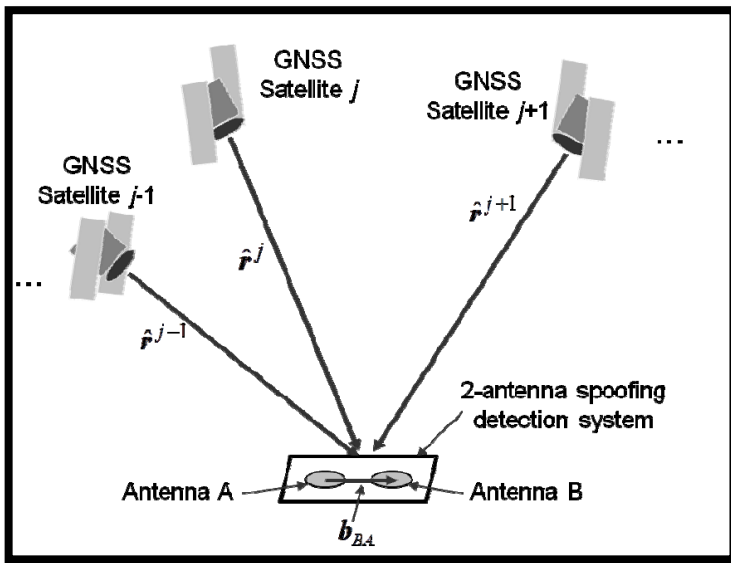 GNSS
Satellite j
GNSS
Satellite j+1
...
GNSS
Satellite j-1
...
r̂ʲ⁺¹
r̂ʲ
r̂ʲ⁻¹
2-antenna spoofing
detection system
Antenna A
Antenna B
b_BA